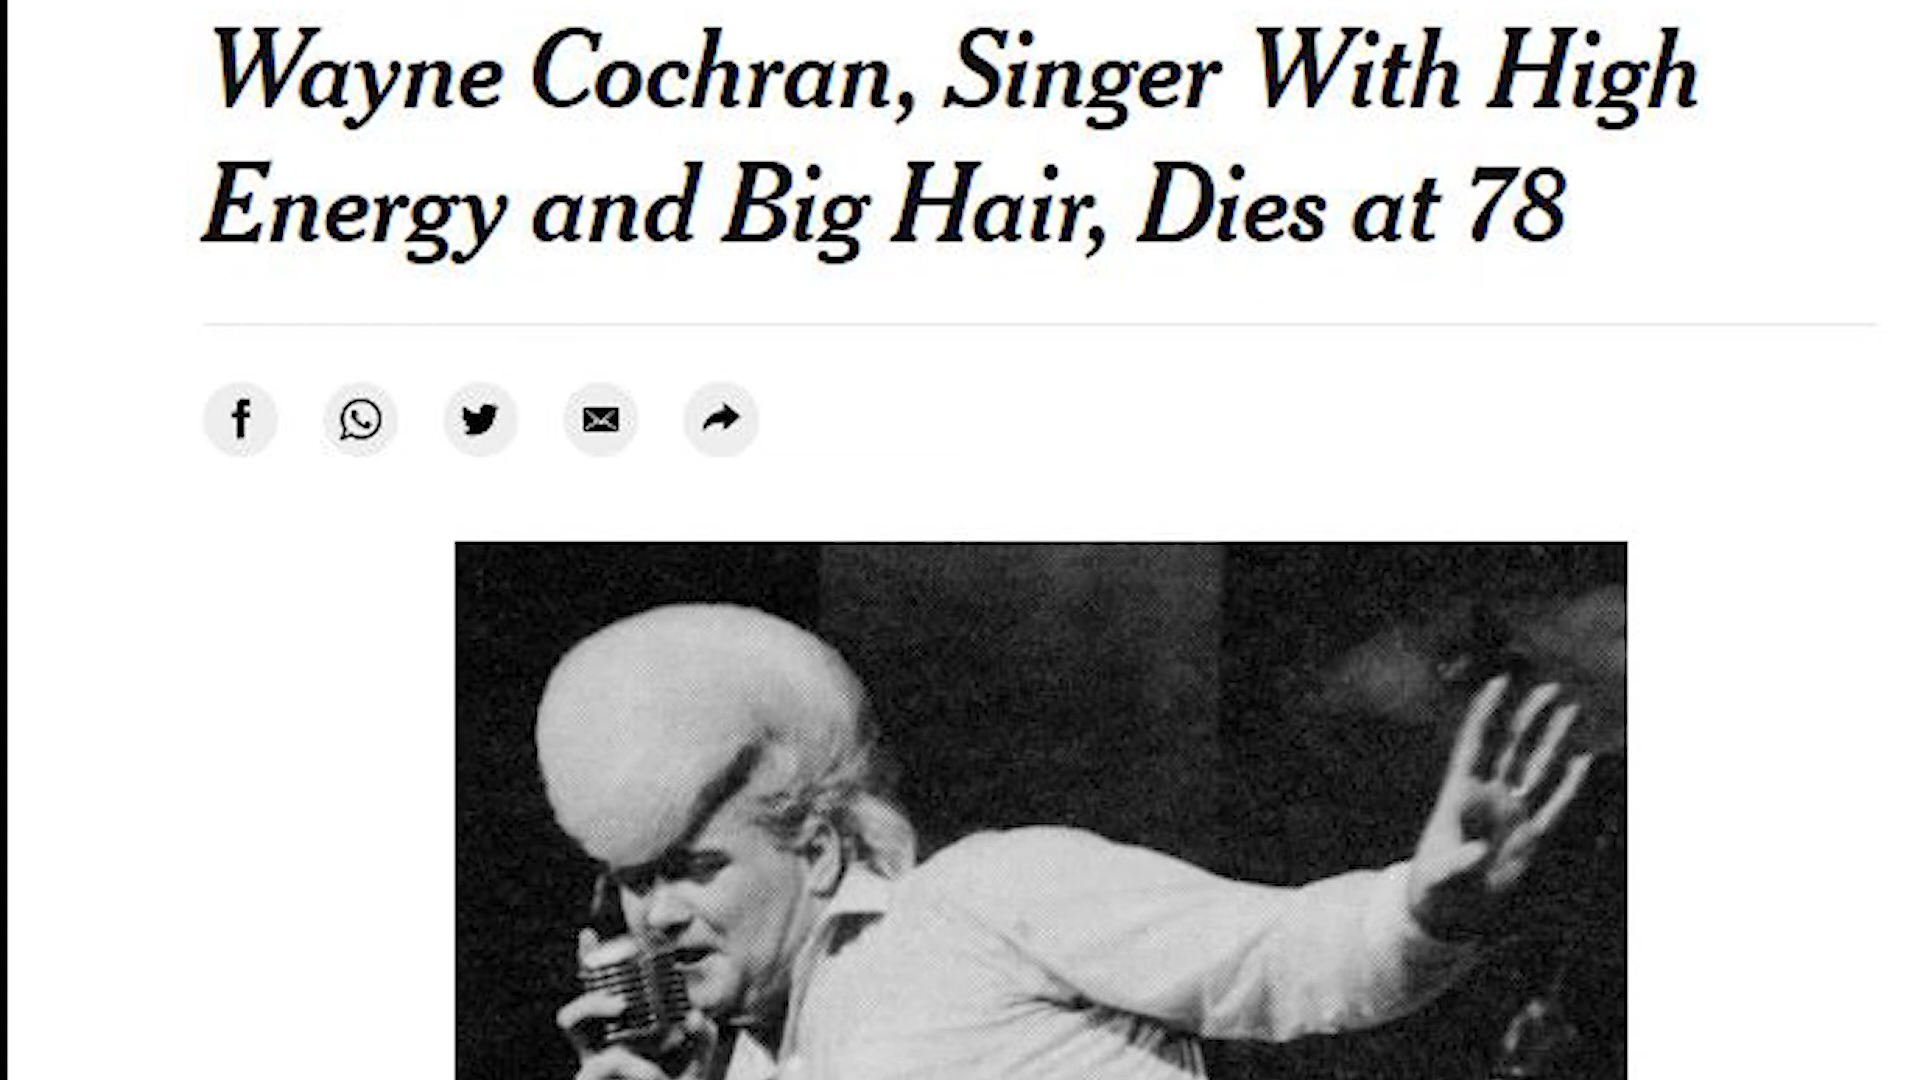 Wayne Cochran, Singer With High
Energy and Big Hair, Dies at 78